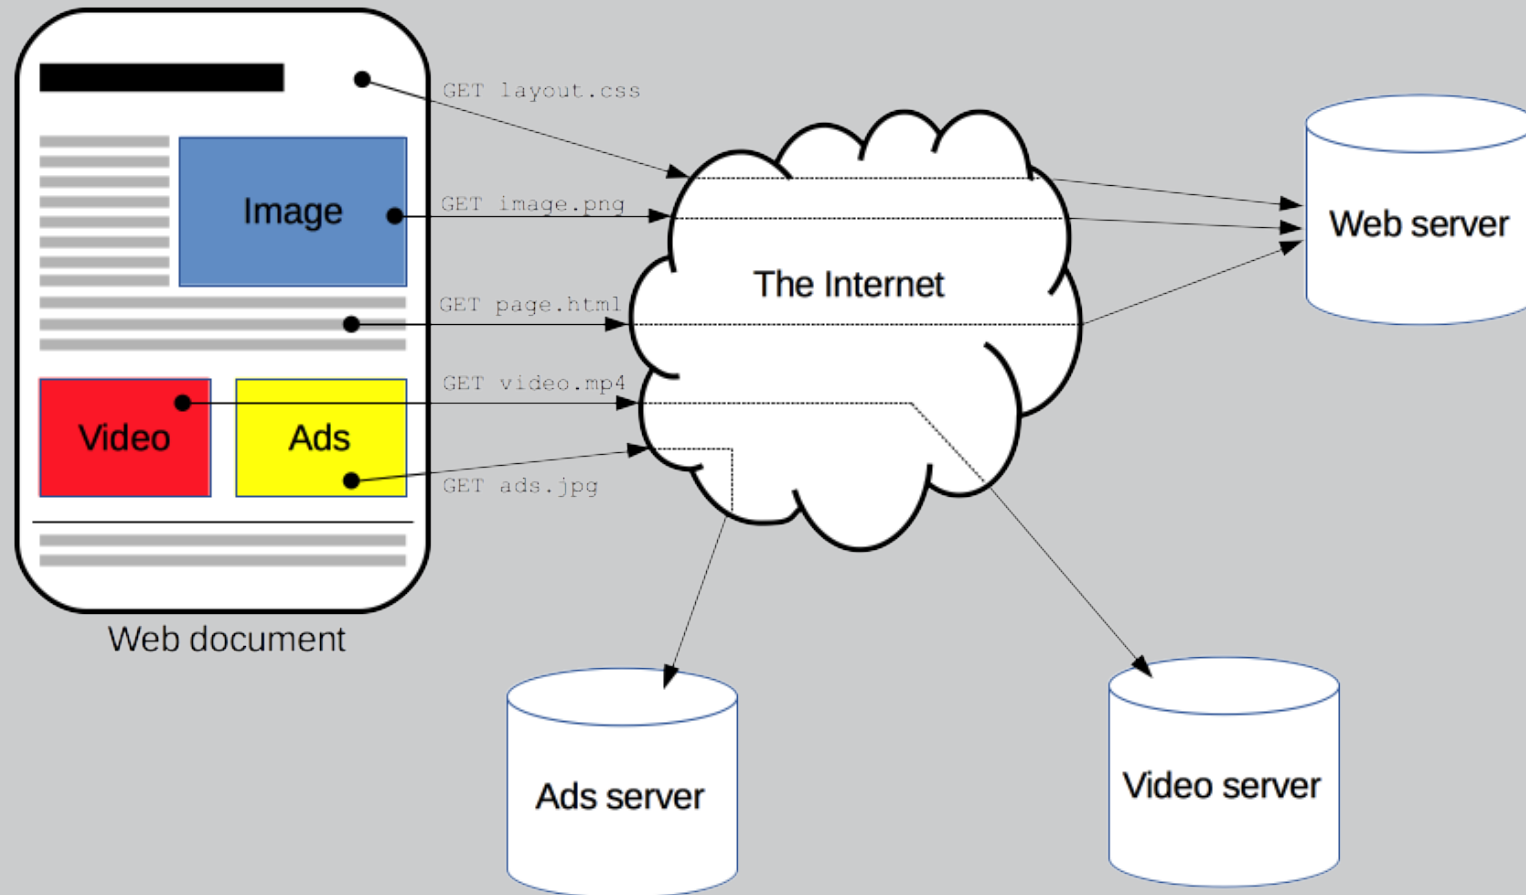 GET layout.css
Image
GET image.png
Web server
The Internet
GET page.html
GET video.mp4
Video
Ads
GET ads.jpg
Web document
Ads server
Video server